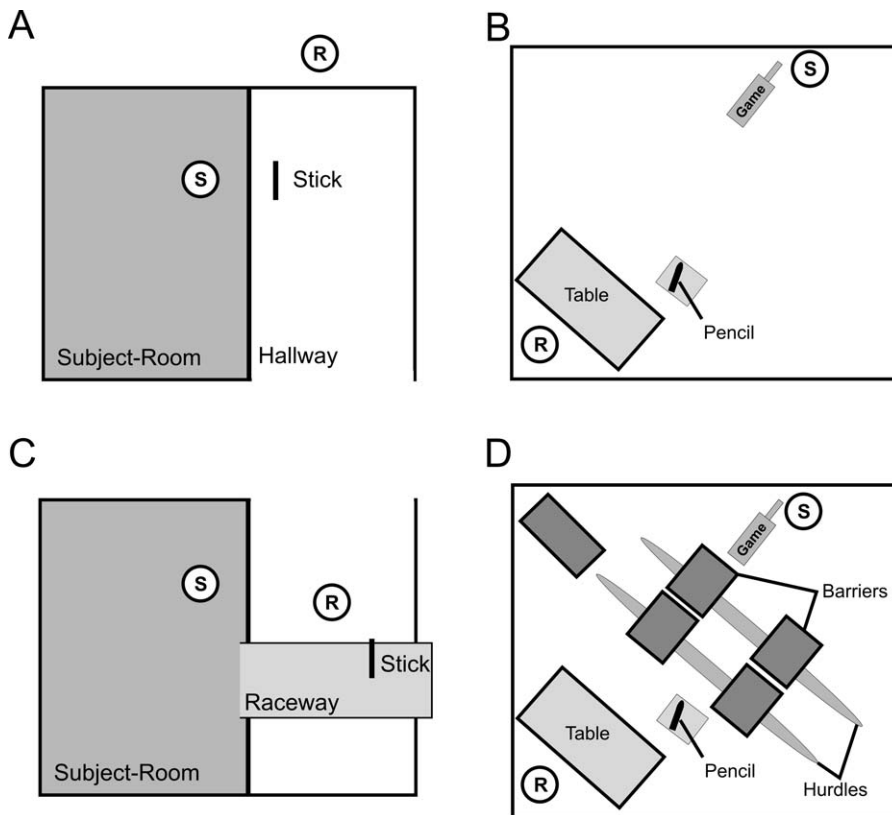 A
R
S
Stick
Subject-Room
Hallway
B
S
Game
Table
Pencil
R
C
S
R
Stick
Raceway
Subject-Room
D
S
Game
Barriers
Table
Pencil
R
Hurdles